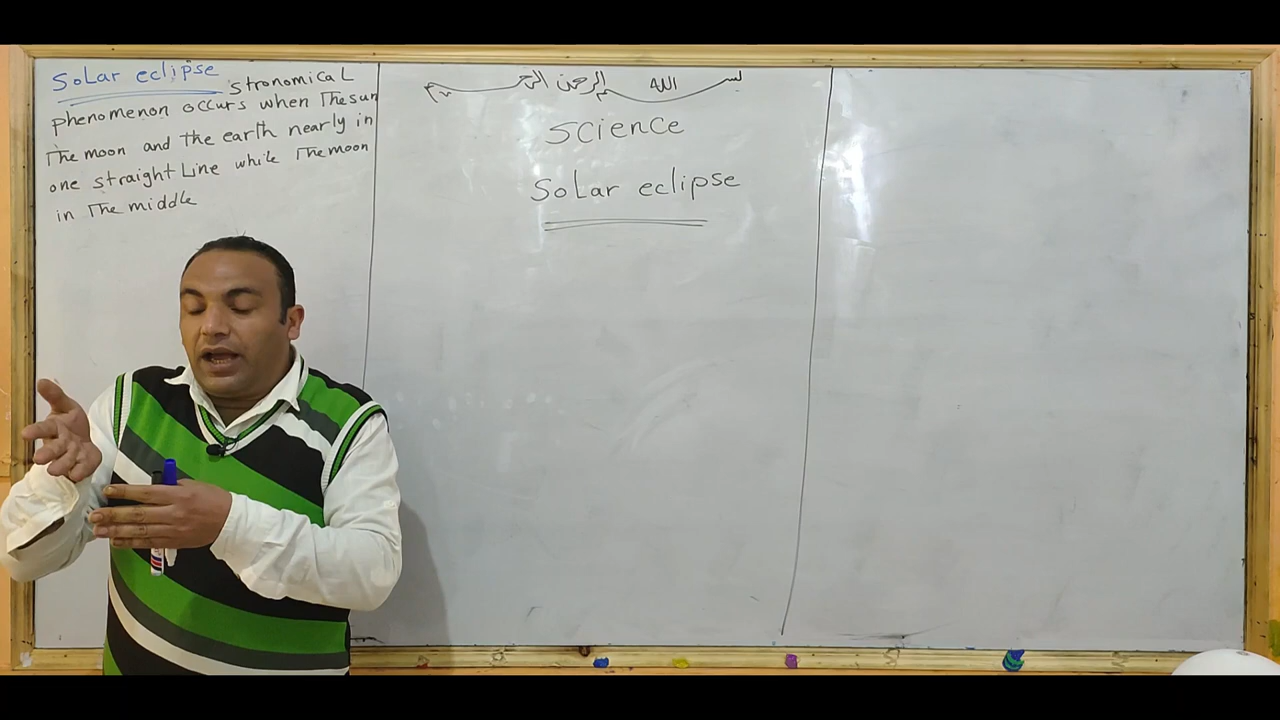 Solar eclipse stronomical
phenomenon occurs when The sun
The moon and the earth nearly in
one straight Line while The moon
in The middle
بسم الله الرحمن الرحيم
Science
Solar eclipse